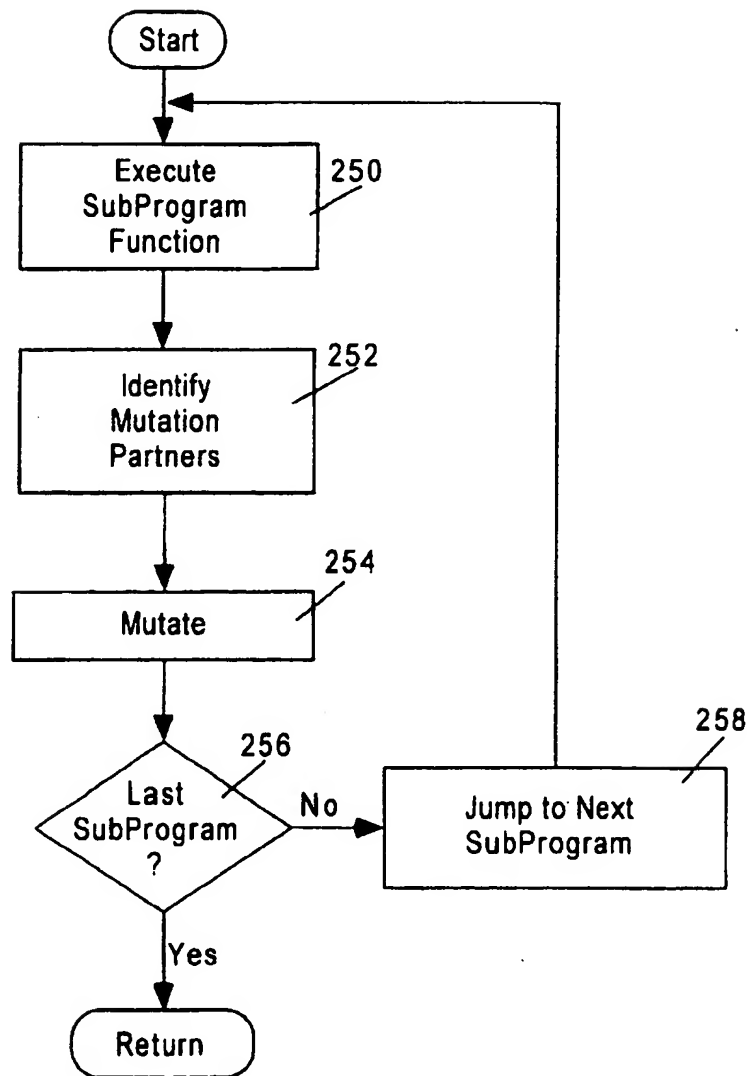 Start
Execute
SubProgram
Function
250
Identify
Mutation
Partners
252
Mutate
254
Last
SubProgram
?
256
No
Jump to Next
SubProgram
258
Yes
Return